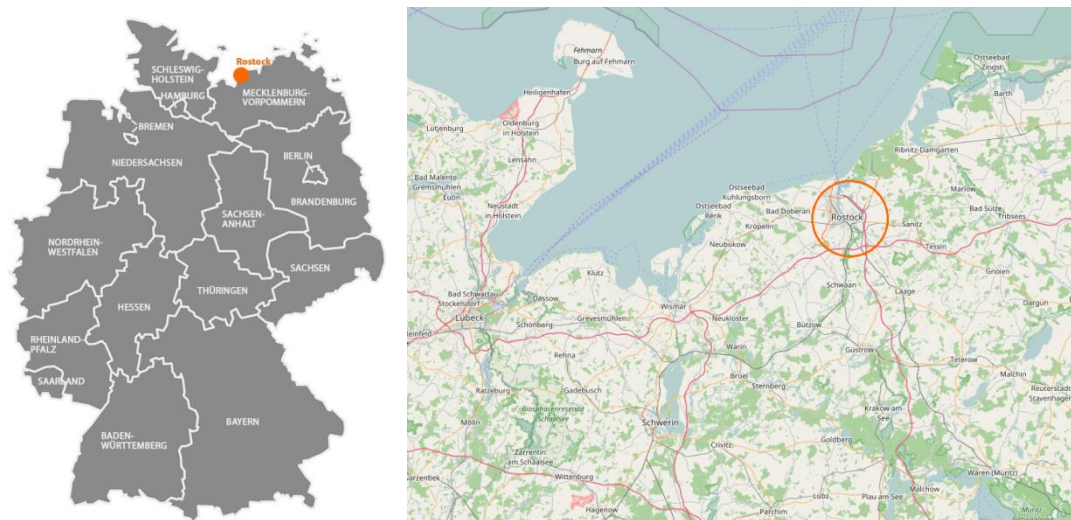 Rostock
SCHLESWIG-
HOLSTEIN
HAMBURG
MECKLENBURG-
VORPOMMERN
BREMEN
NIEDERSACHSEN
BERLIN
BRANDENBURG
SACHSEN-
ANHALT
NORDRHEIN-
WESTFALEN
SACHSEN
THÜRINGEN
HESSEN
RHEINLAND-
PFALZ
SAARLAND
BAYERN
BADEN-
WÜRTTEMBERG
Fehmarn
Burg auf Fehmarn
Heiligenhafen
Oldenburg
in Holstein
Lütjenburg
Lensahn
Bad Malente
Gremsmühlen
Eutin
Neustadt
in Holstein
Ostseebad
Zingst
Barth
Ribnitz-Damgarten
Marlow
Bad Sülze
Tribsees
Ostseebad
Kühlungsborn
Ostseebad
Rerik
Bad Doberan
Kröpelin
Rostock
Sanitz
Tessin
Neubukow
Gnoien
Klütz
Bad Schwartau
Stockelsdorf
Dassow
Lübeck
Schönberg
Grevesmühlen
Wismar
Neukloster
Schwaan
Laage
Dargun
Bützow
Güstrow
Teterow
Malchin
Rehna
Warin
Brüel
Sternberg
Reuterstadt
Stavenhagen
Ratzeburg
Gadebusch
Biosphärenreservat
Schaalsee
Mölln
Schwerin
Krakow am
See
Crivitz
Goldberg
Zarrentin
am Schaalsee
Waren (Müritz)
Wittenburg
Hagenow
Parchim
Lübz
Plau am See
Malchow
Müritz